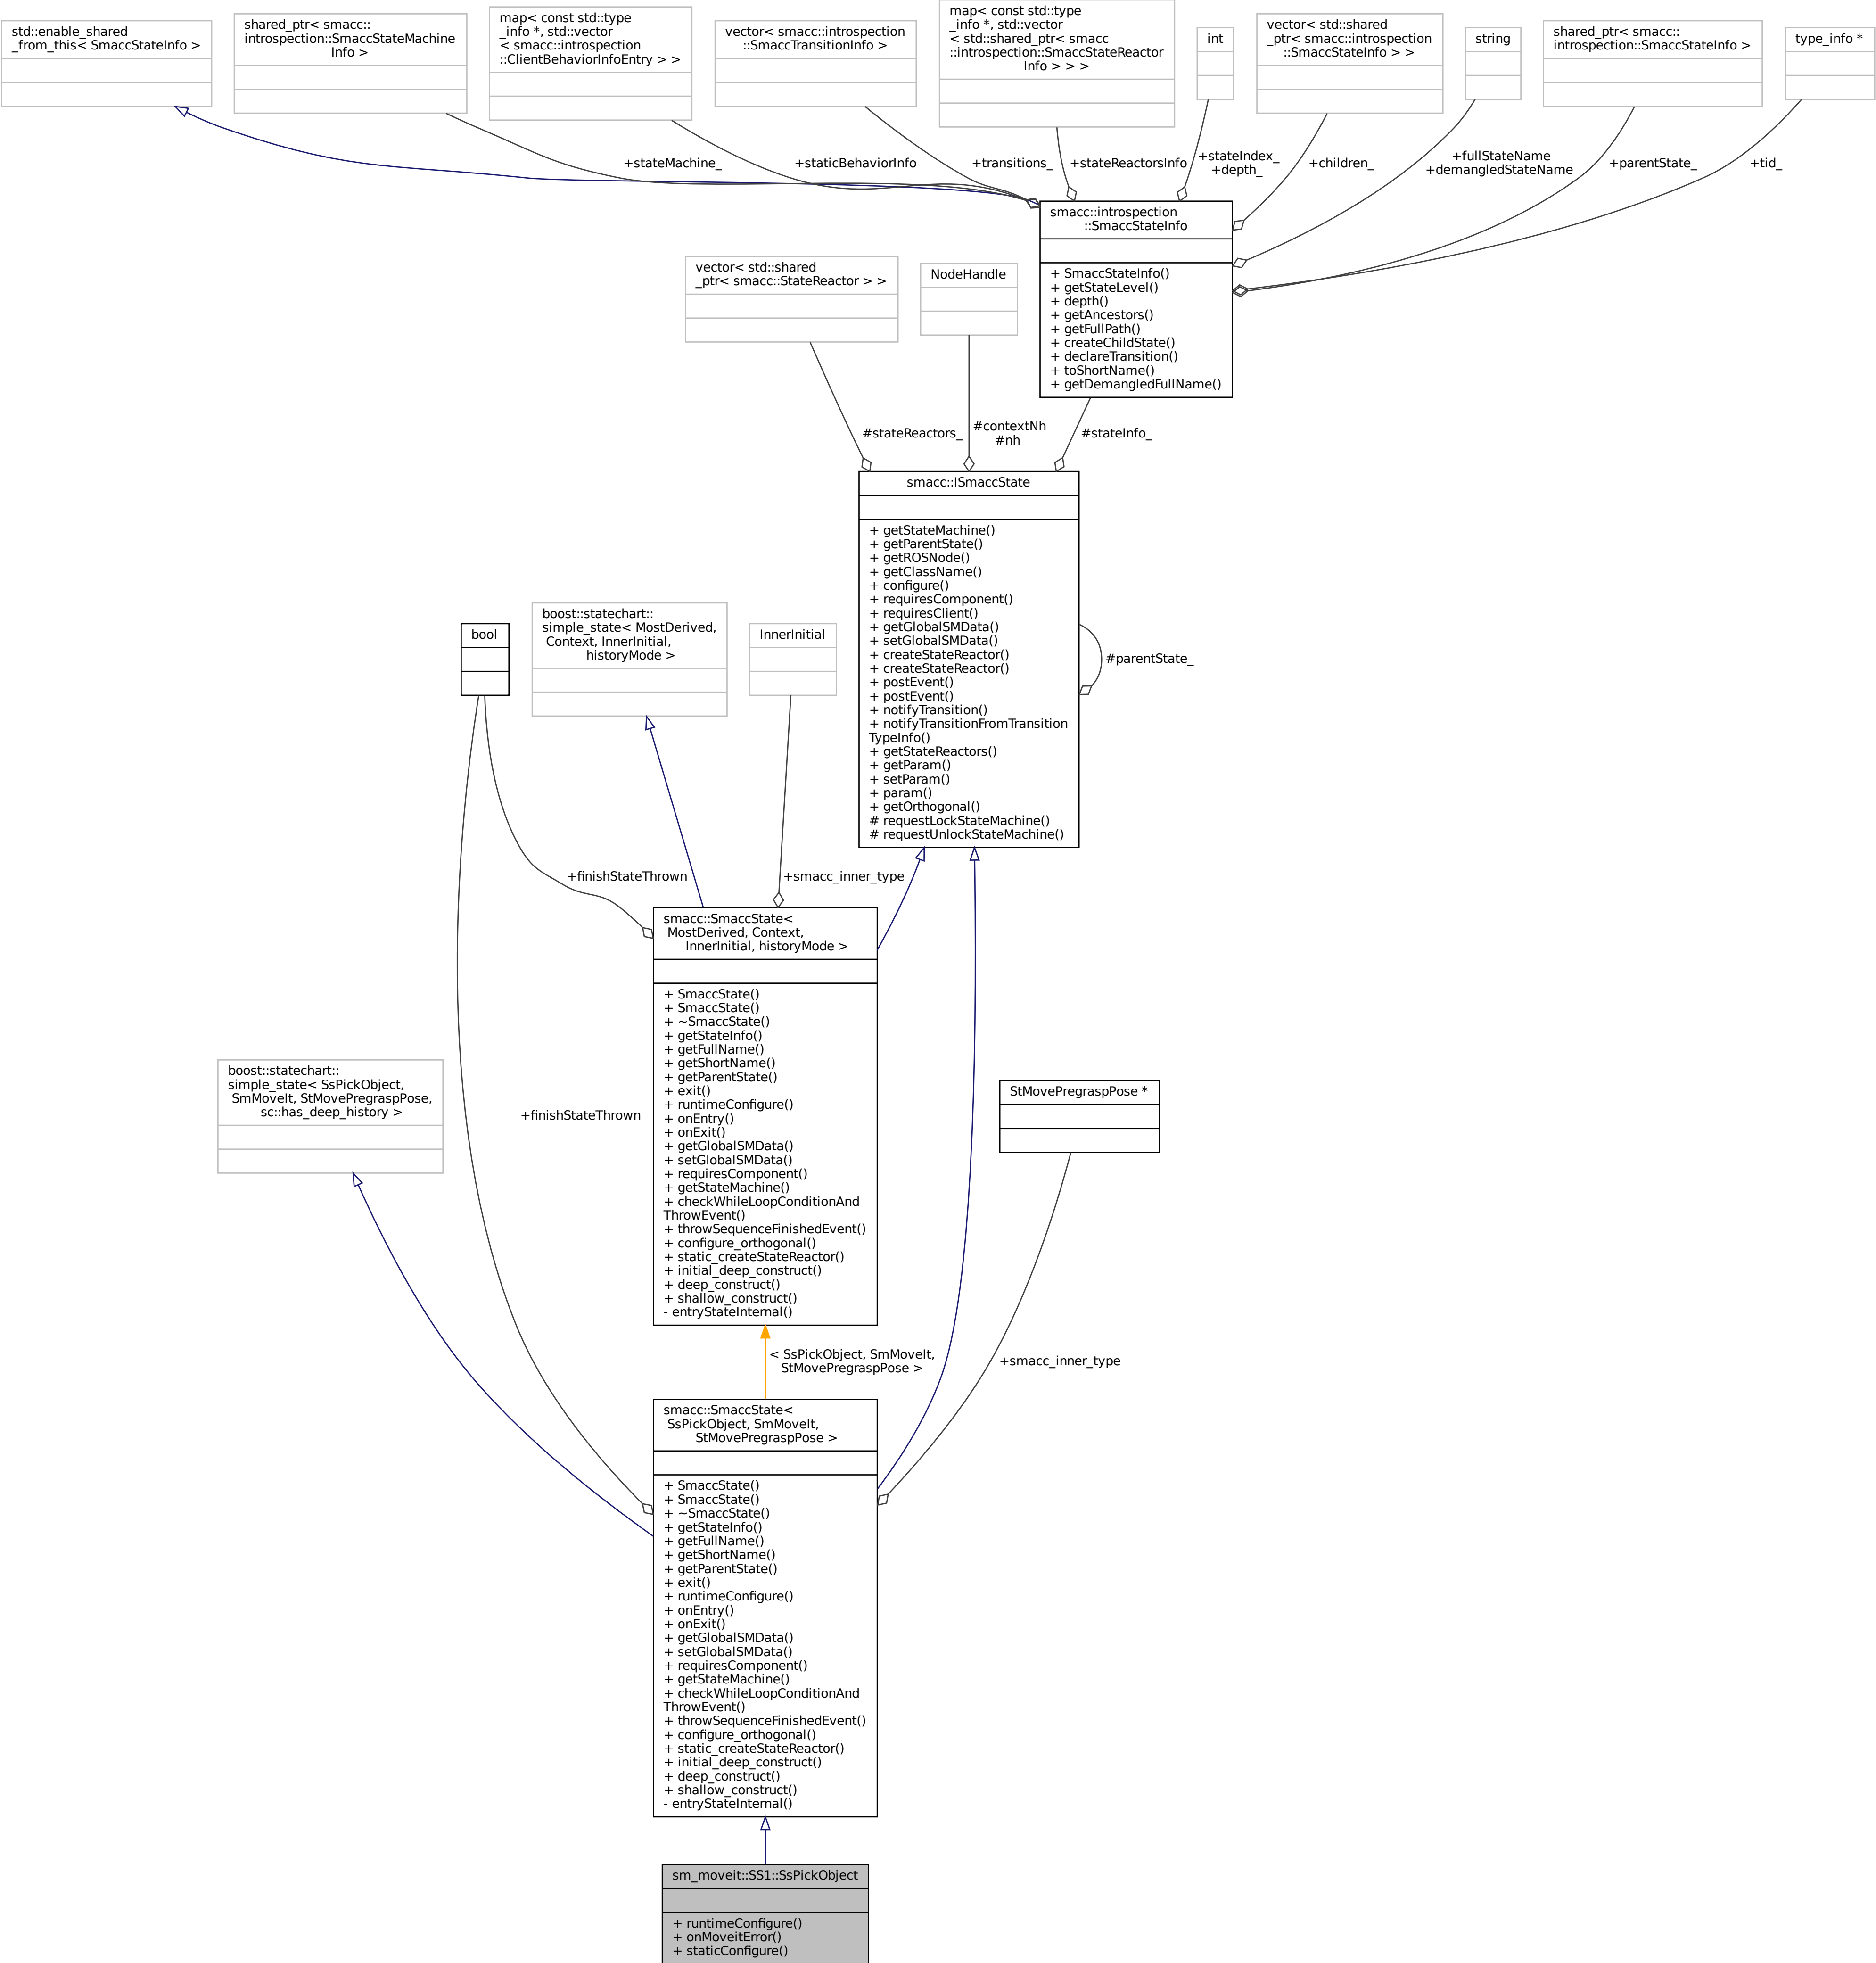 std::enable_shared
_from_this< SmaccStateInfo >
shared_ptr< smacc::
introspection::SmaccStateMachine
Info >
map< const std::type
_info *, std::vector
< smacc::introspection
::ClientBehaviorInfoEntry > >
vector< smacc::introspection
::SmaccTransitionInfo >
map< const std::type
_info *, std::vector
< std::shared_ptr< smacc
::introspection::SmaccStateReactor
Info > > >
int
vector< std::shared
_ptr< smacc::introspection
::SmaccStateInfo > >
string
shared_ptr< smacc::
introspection::SmaccStateInfo >
type_info *
+stateMachine_
+staticBehaviorInfo
+transitions_
+stateReactorsInfo
+stateIndex_
+depth_
+children_
+fullStateName
+demangledStateName
+parentState_
+tid_
smacc::introspection
::SmaccStateInfo
+ SmaccStateInfo()
+ getStateLevel()
+ depth()
+ getAncestors()
+ getFullPath()
+ createChildState()
+ declareTransition()
+ toShortName()
+ getDemangledFullName()
vector< std::shared
_ptr< smacc::StateReactor > >
NodeHandle
#stateReactors_
#contextNh
#nh
#stateInfo_
smacc::ISmaccState
+ getStateMachine()
+ getParentState()
+ getROSNode()
+ getClassName()
+ configure()
+ requiresComponent()
+ requiresClient()
+ getGlobalSMData()
+ setGlobalSMData()
+ createStateReactor()
+ createStateReactor()
+ postEvent()
+ postEvent()
+ notifyTransition()
+ notifyTransitionFromTransition
TypeInfo()
+ getStateReactors()
+ getParam()
+ setParam()
+ param()
+ getOrthogonal()
# requestLockStateMachine()
# requestUnlockStateMachine()
#parentState_
bool
boost::statechart::
simple_state< MostDerived,
Context, InnerInitial,
historyMode >
InnerInitial
+finishStateThrown
+smacc_inner_type
smacc::SmaccState<
MostDerived, Context,
InnerInitial, historyMode >
+ SmaccState()
+ SmaccState()
+ ~SmaccState()
+ getStateInfo()
+ getFullName()
+ getShortName()
+ getParentState()
+ exit()
+ runtimeConfigure()
+ onEntry()
+ onExit()
+ getGlobalSMData()
+ setGlobalSMData()
+ requiresComponent()
+ getStateMachine()
+ checkWhileLoopConditionAnd
ThrowEvent()
+ throwSequenceFinishedEvent()
+ configure_orthogonal()
+ static_createStateReactor()
+ initial_deep_construct()
+ deep_construct()
+ shallow_construct()
- entryStateInternal()
boost::statechart::
simple_state< SsPickObject,
SmMoveIt, StMovePregraspPose,
sc::has_deep_history >
+finishStateThrown
StMovePregraspPose *
< SsPickObject, SmMoveIt,
StMovePregraspPose >
+smacc_inner_type
smacc::SmaccState<
SsPickObject, SmMoveIt,
StMovePregraspPose >
+ SmaccState()
+ SmaccState()
+ ~SmaccState()
+ getStateInfo()
+ getFullName()
+ getShortName()
+ getParentState()
+ exit()
+ runtimeConfigure()
+ onEntry()
+ onExit()
+ getGlobalSMData()
+ setGlobalSMData()
+ requiresComponent()
+ getStateMachine()
+ checkWhileLoopConditionAnd
ThrowEvent()
+ throwSequenceFinishedEvent()
+ configure_orthogonal()
+ static_createStateReactor()
+ initial_deep_construct()
+ deep_construct()
+ shallow_construct()
- entryStateInternal()
sm_moveit::SS1::SsPickObject
+ runtimeConfigure()
+ onMoveitError()
+ staticConfigure()